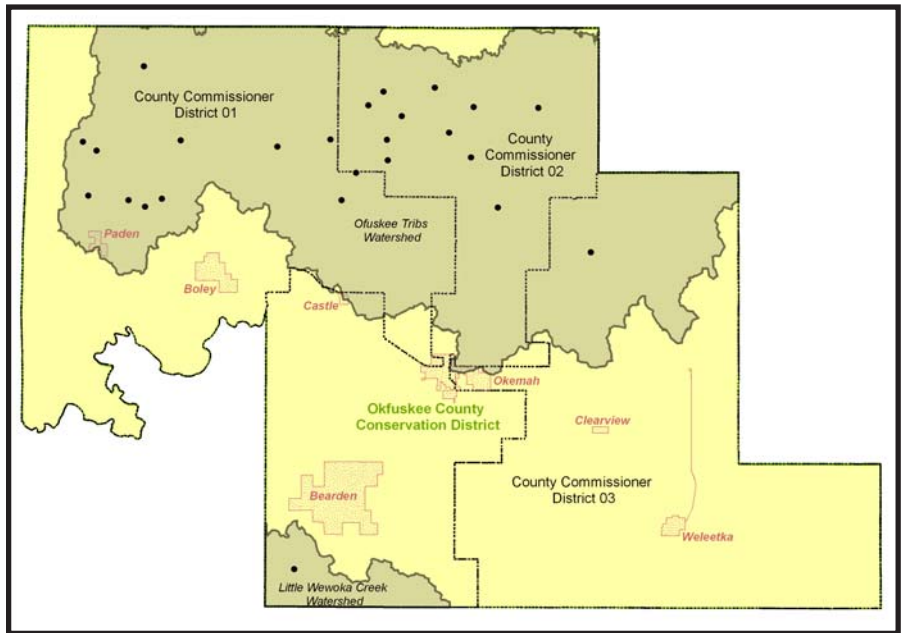 County Commissioner
District 01
County
Commissioner
District 02
Ofuskee Tribs
Watershed
Paden
Boley
Castle
Okemah
Okfuskee County
Conservation District
Clearview
County Commissioner
District 03
Bearden
Weleetka
Little Wewoka Creek
Watershed